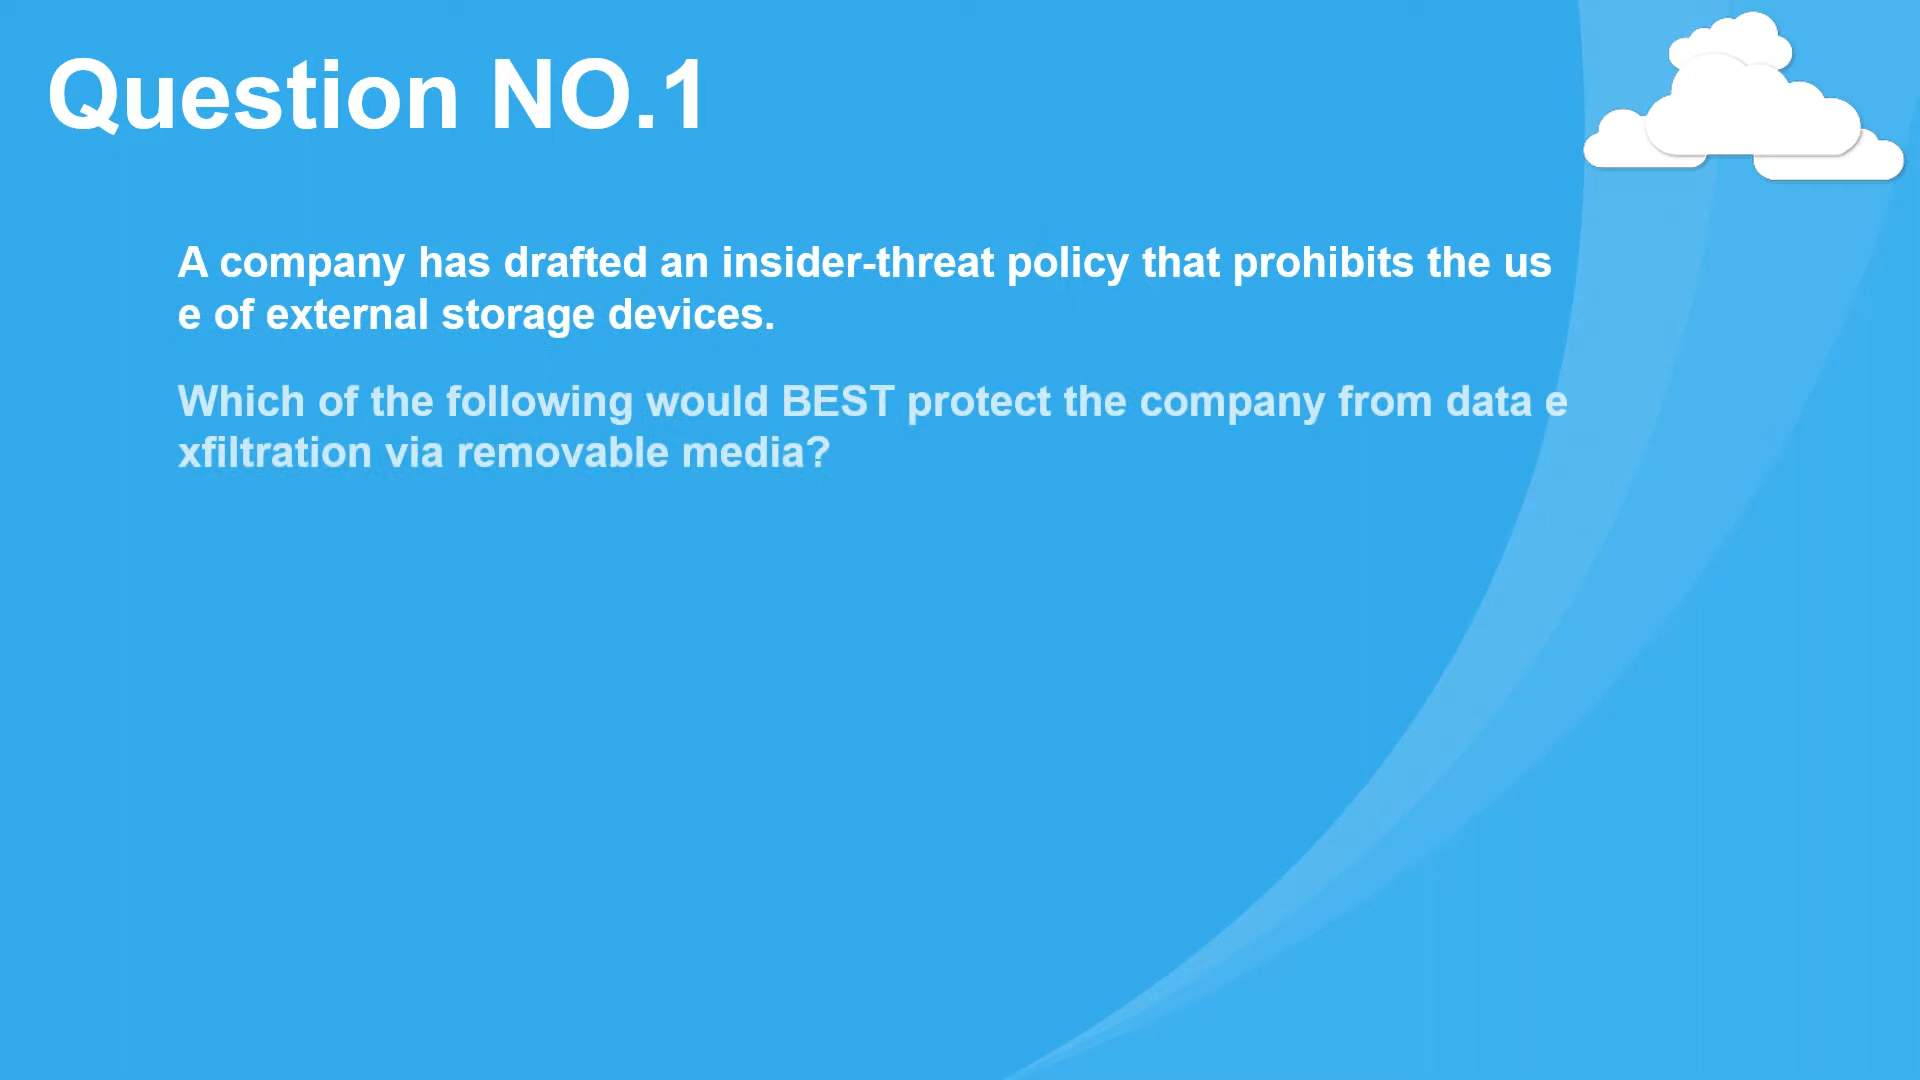 Question NO.1
A company has drafted an insider-threat policy that prohibits the us
e of external storage devices.
Which of the following would BEST protect the company from data e
xfiltration via removable media?